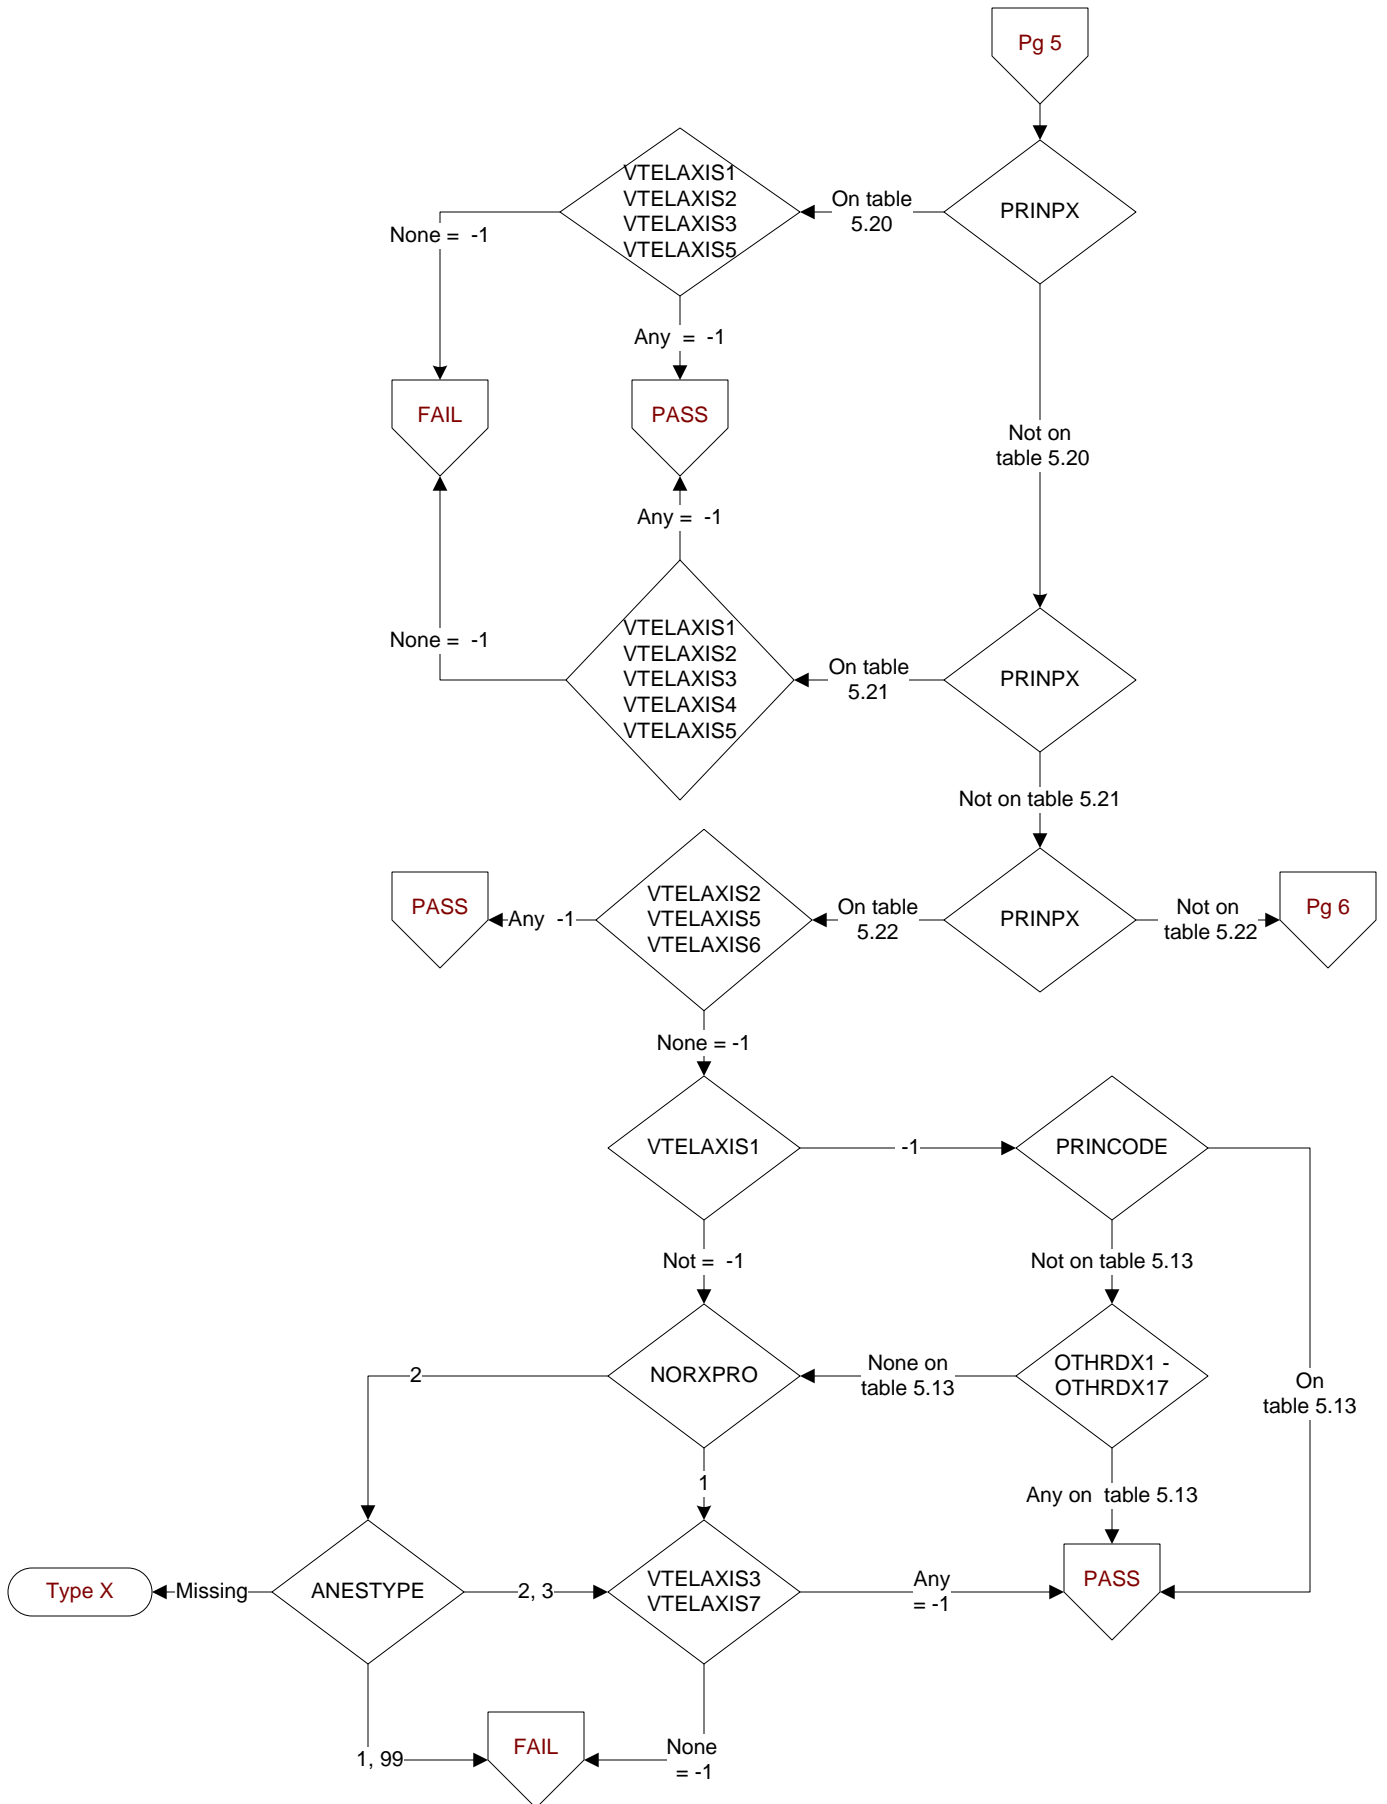 Pg 5
VTELAXIS1
VTELAXIS2
VTELAXIS3
VTELAXIS5
On table
5.20
PRINPX
None =  -1
Any  =  -1
FAIL
PASS
Not on
table 5.20
Any =  -1
None =  -1
VTELAXIS1
VTELAXIS2
VTELAXIS3
VTELAXIS4
VTELAXIS5
On table
5.21
PRINPX
Not on table 5.21
PASS
Any  -1
VTELAXIS2
VTELAXIS5
VTELAXIS6
On table
5.22
PRINPX
Not on
table 5.22
Pg 6
None = -1
VTELAXIS1
-1
PRINCODE
Not =  -1
Not on table 5.13
2
NORXPRO
None on
table 5.13
OTHRDX1 -
OTHRDX17
On
table 5.13
1
Any on  table 5.13
Type X
Missing
ANESTYPE
2, 3
VTELAXIS3
VTELAXIS7
Any
= -1
PASS
1, 99
FAIL
None
= -1